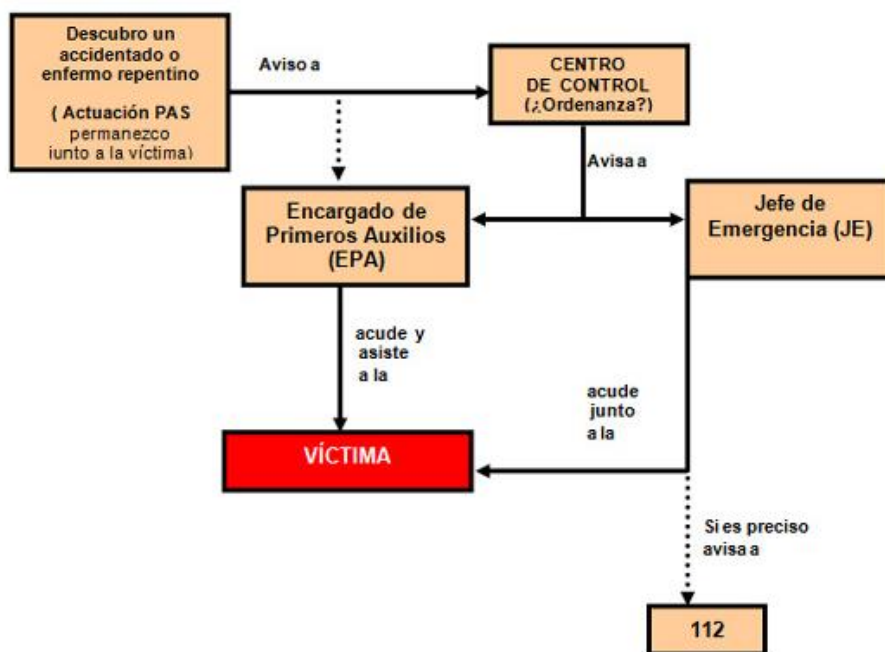 Descubro un
accidentado o
enfermo repentino
( Actuación PAS
permanezco
junto a la víctima)
Aviso a
CENTRO
DE CONTROL
(¿Ordenanza?)
Avisa a
Encargado de
Primeros Auxilios
(EPA)
Jefe de
Emergencia (JE)
acude y
asiste
a la
acude
junto
a la
VÍCTIMA
Si es preciso
avisa a
112